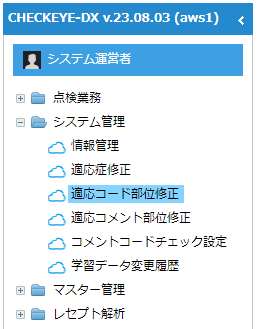 CHECKEYE-DX v.23.08.03 (aws1)
システム運営者
点検業務
システム管理
情報管理
適応症修正
適応コード部位修正
適応コメント部位修正
コメントコードチェック設定
学習データ変更履歴
マスター管理
レセプト解析